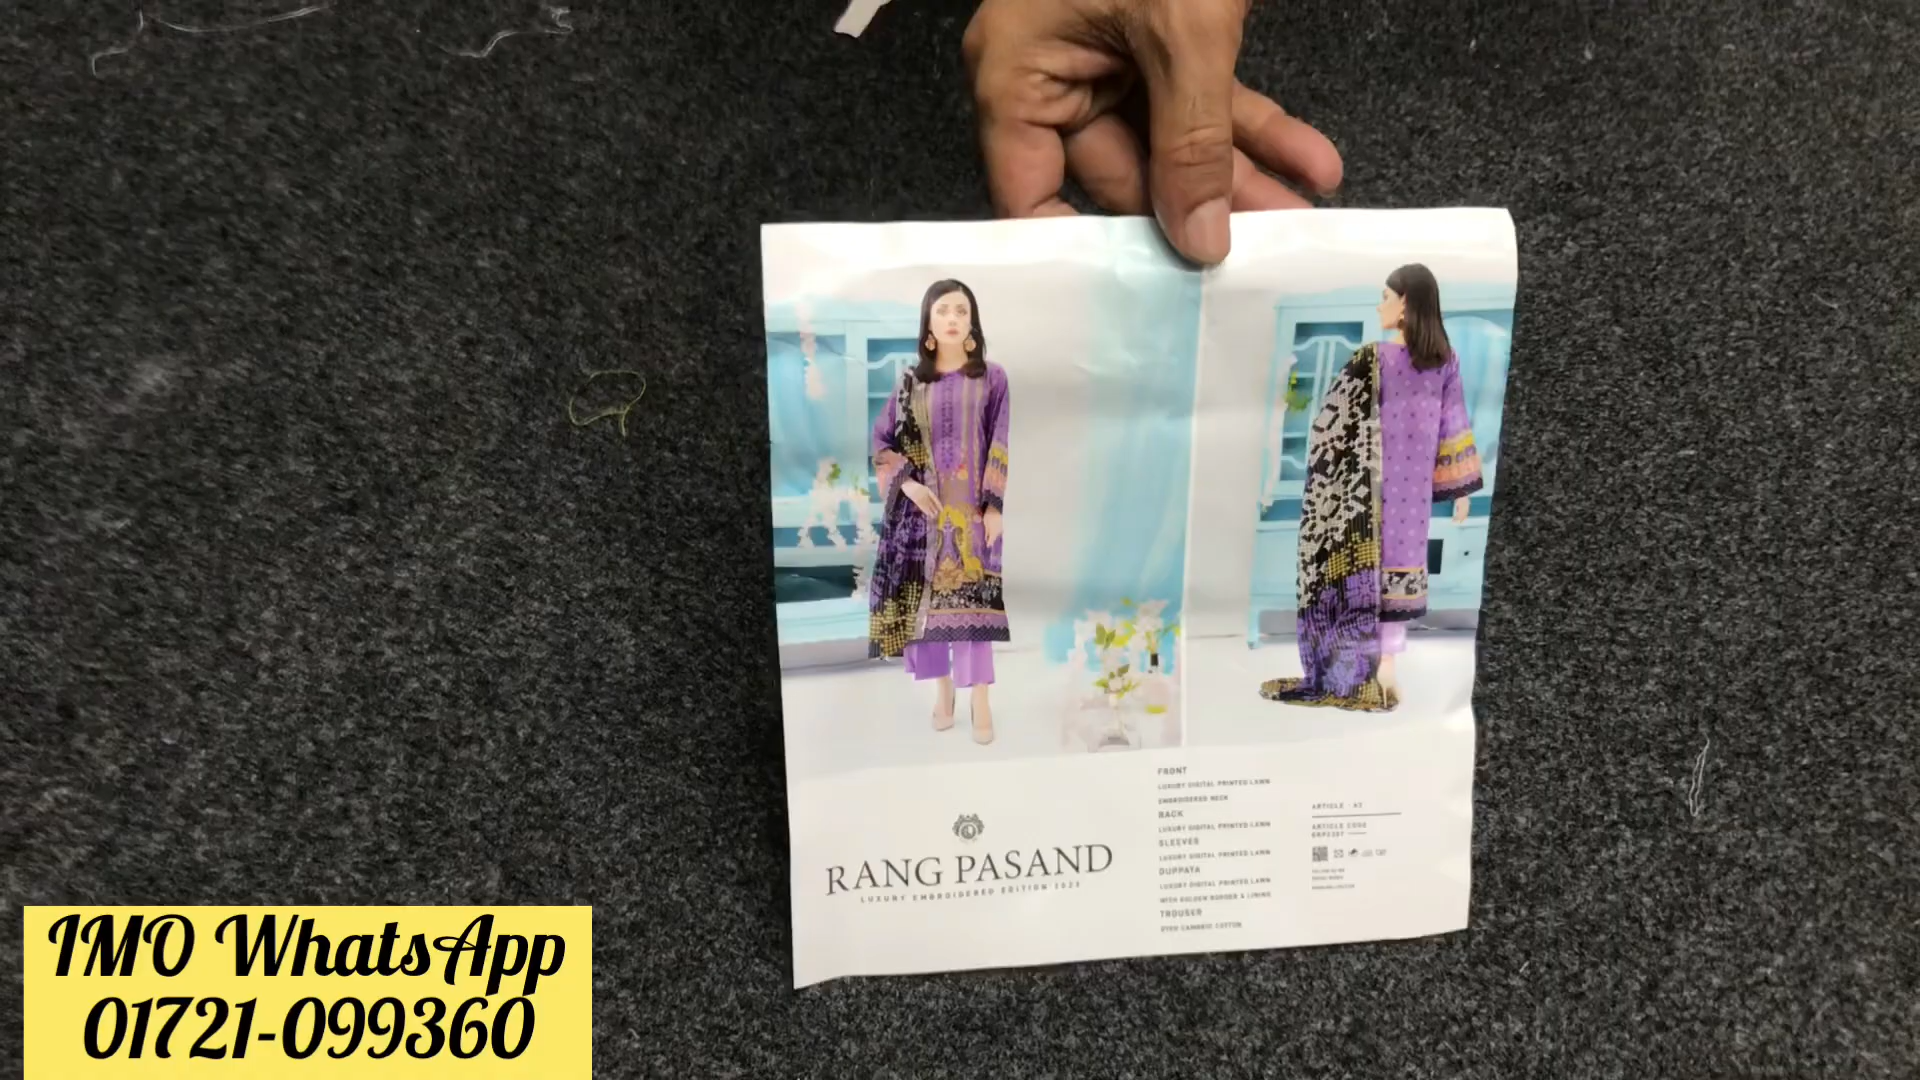 RANG PASAND
LUXURY EMBROIDERED EDITION 2023
FRONT
LUXURY DIGITAL PRINTED LAWN
EMBROIDERED NECK
BACK
LUXURY DIGITAL PRINTED LAWN
SLEEVES
LUXURY DIGITAL PRINTED LAWN
DUPPATA
LUXURY DIGITAL PRINTED LAWN
WITH GOLDEN BORDER & LINING
TROUSER
DYED CAMBRIC COTTON
ARTICLE
ARTICLE CODE
IMO WhatsApp
01721-099360